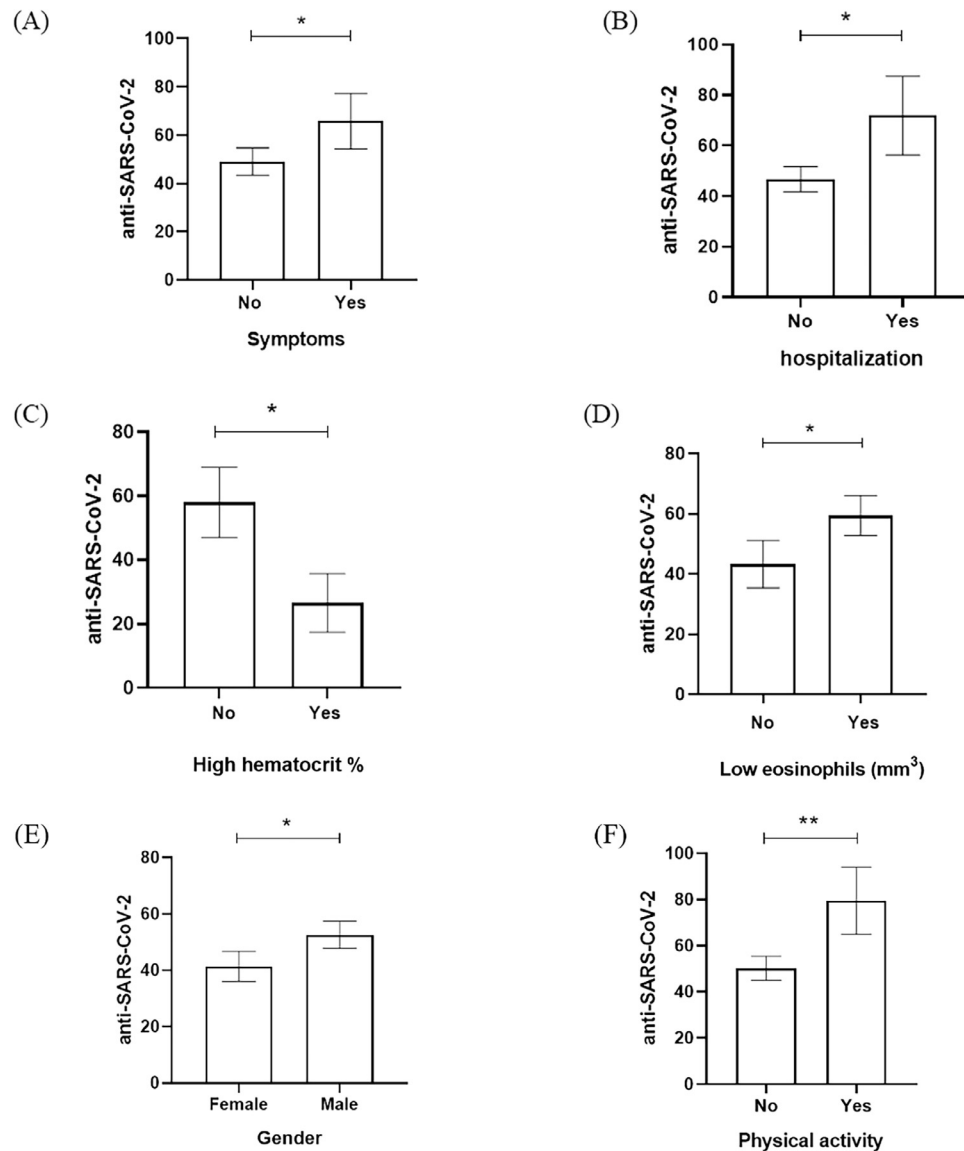 (A)
*
100
80
60
40
20
0
anti-SARS-CoV-2
No Yes
Symptoms
(B)
*
100
80
60
40
20
0
anti-SARS-CoV-2
No Yes
hospitalization
(C)
*
80
60
40
20
0
anti-SARS-CoV-2
No Yes
High hematocrit %
(D)
*
80
60
40
20
0
anti-SARS-CoV-2
No Yes
Low eosinophils (mm³)
(E)
*
80
60
40
20
0
anti-SARS-CoV-2
Female Male
Gender
(F)
**
100
80
60
40
20
0
anti-SARS-CoV-2
No Yes
Physical activity